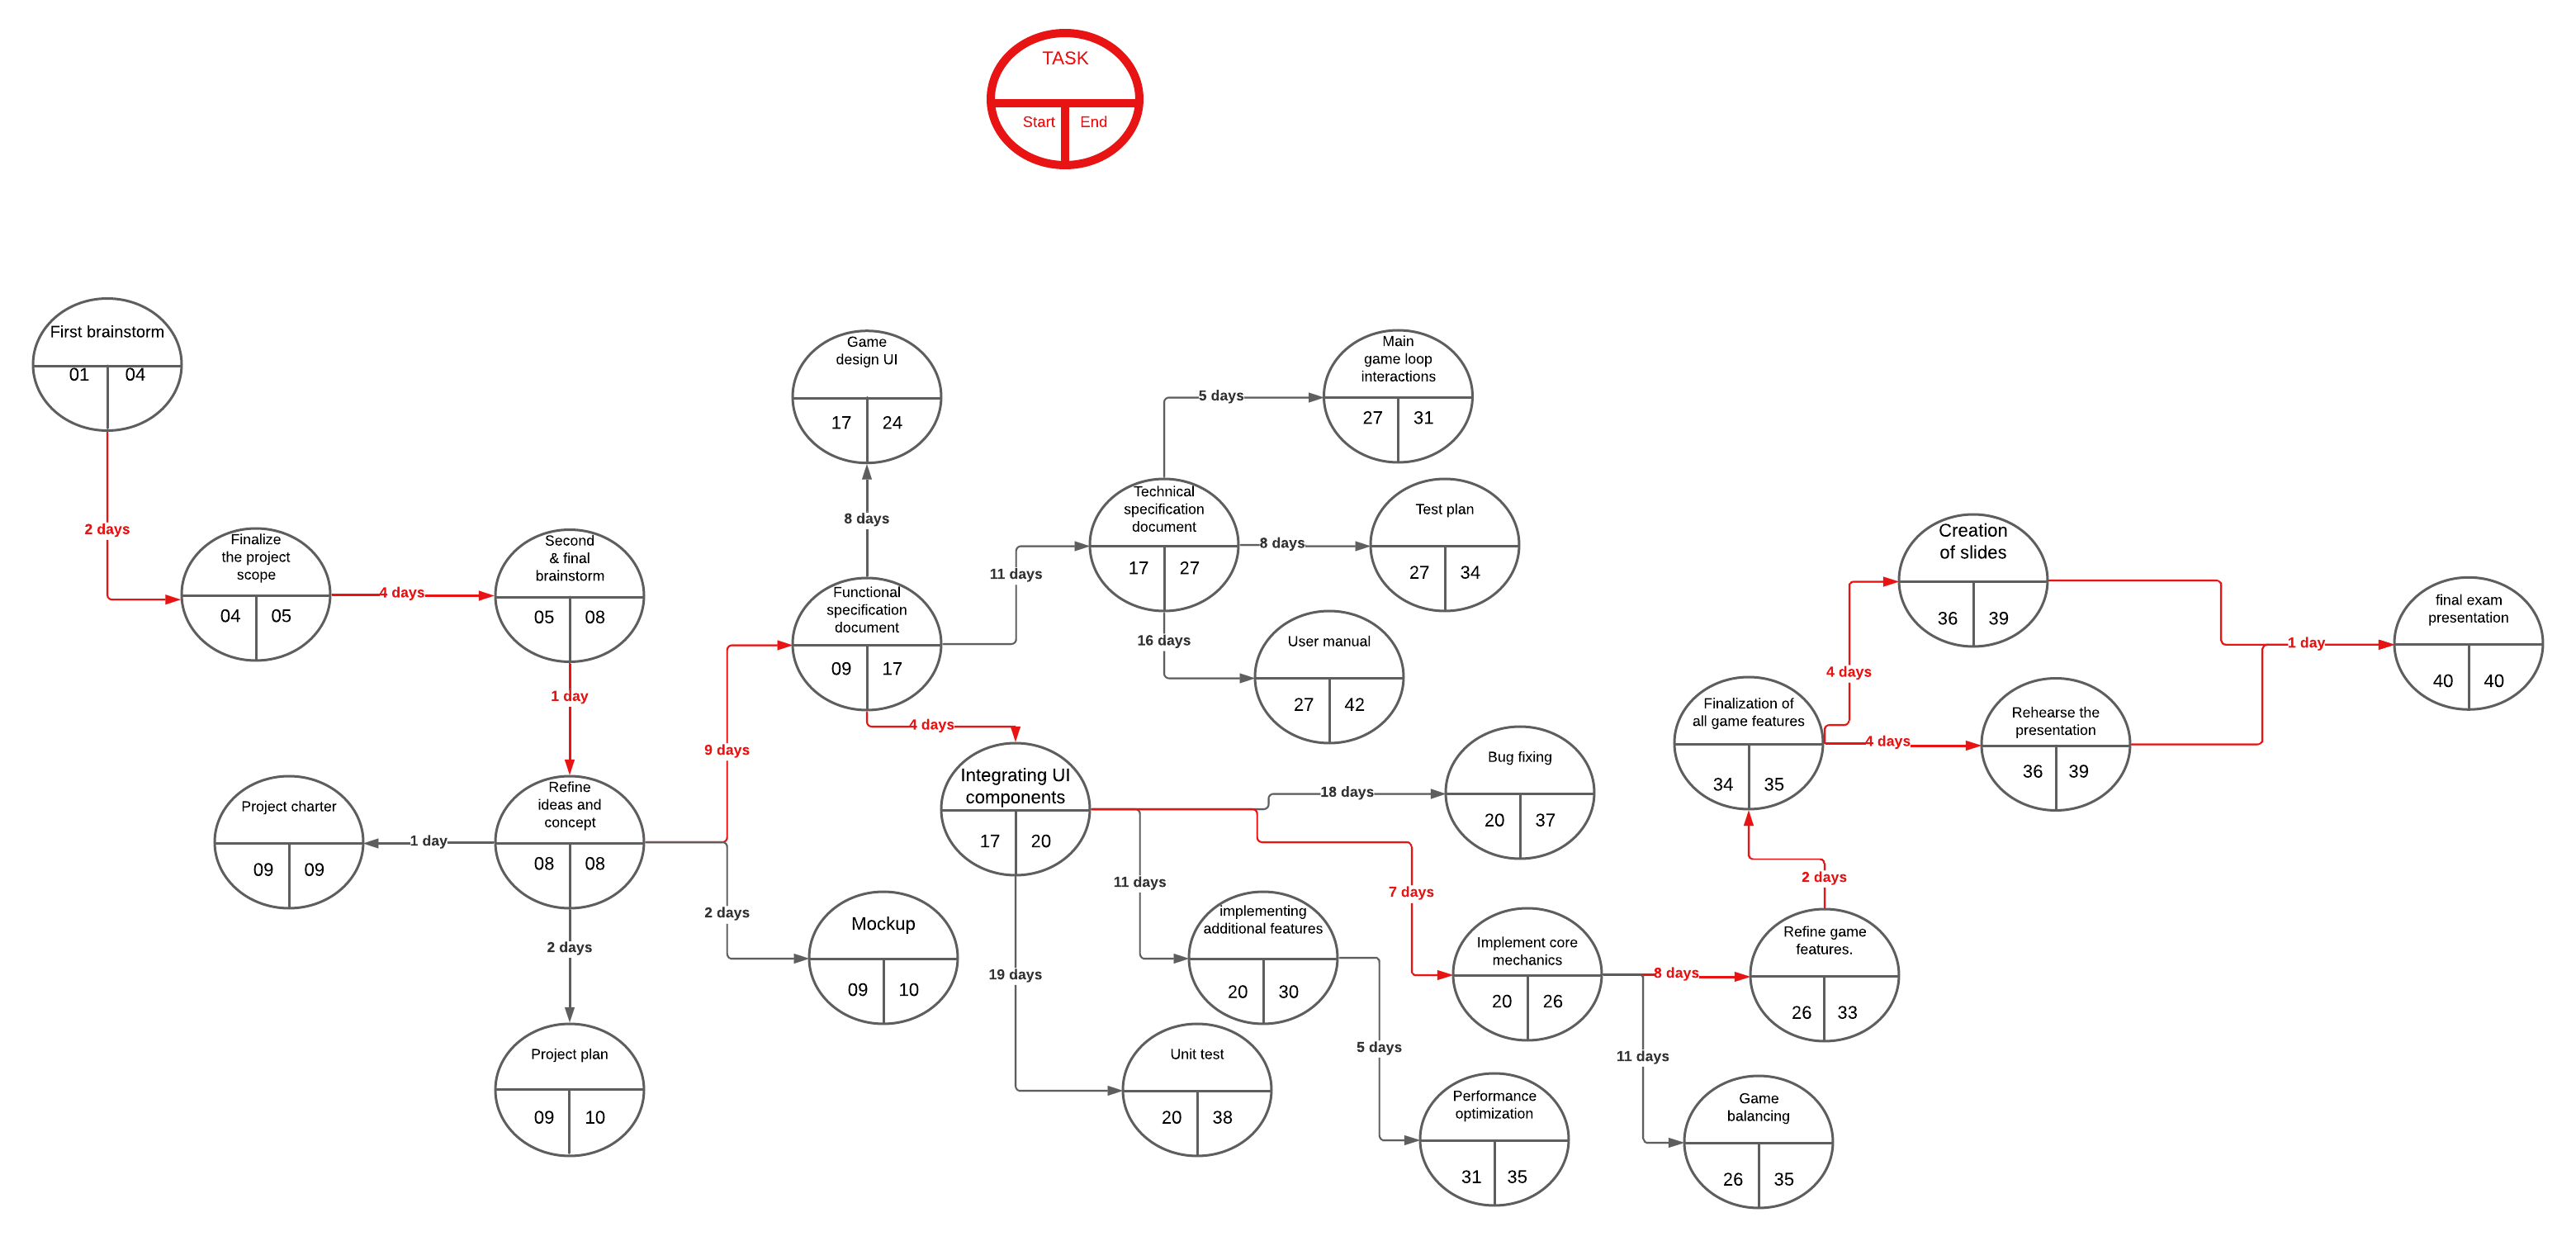 TASK
Start End
First brainstorm
01 04
2 days
Finalize
the project
scope
04 05
4 days
Second
& final
brainstorm
05 08
1 day
Refine
ideas and
concept
08 08
1 day
Project charter
09 09
2 days
Project plan
09 10
9 days
2 days
Mockup
09 10
Functional
specification
document
09 17
8 days
Game
design UI
17 24
11 days
Technical
specification
document
17 27
5 days
Main
game loop
interactions
27 31
8 days
Test plan
27 34
16 days
User manual
27 42
4 days
Integrating UI
components
17 20
18 days
Bug fixing
20 37
11 days
implementing
additional features
20 30
19 days
Unit test
20 38
5 days
Performance
optimization
31 35
7 days
Implement core
mechanics
20 26
8 days
Refine game
features.
26 33
11 days
Game
balancing
26 35
2 days
Finalization of
all game features
34 35
4 days
Creation
of slides
36 39
4 days
Rehearse the
presentation
36 39
1 day
final exam
presentation
40 40